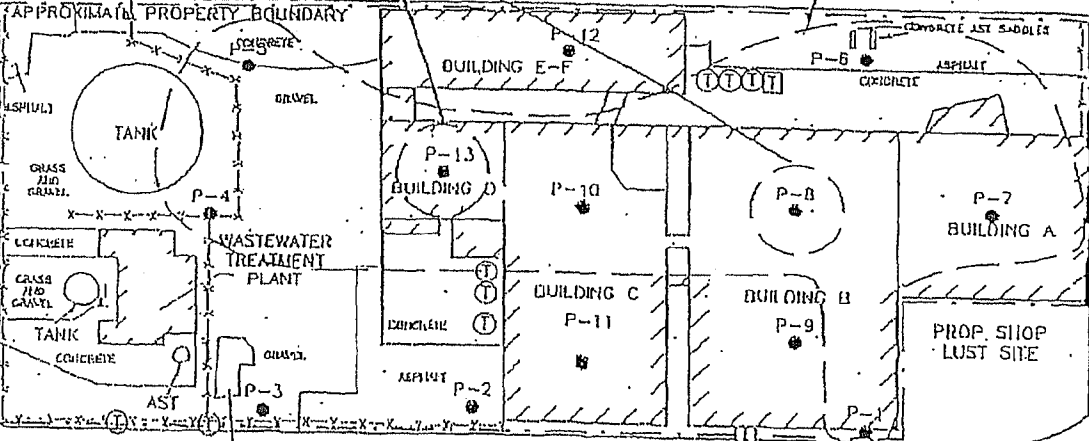 APPROXIMATE PROPERTY BOUNDARY
CONCRETE
P-5
P-12
BUILDING E-F
CONCRETE AST SADDLES
P-6
ASPHALT
CONCRETE
GRAVEL
ASPHALT
TANK
P-13
BUILDING D
GRASS
AND
GRAVEL
P-4
P-10
P-8
P-7
BUILDING A
CONCRETE
WASTEWATER
TREATMENT
PLANT
GRASS
AND
GRAVEL
T
T
T
T
T
T
T
BUILDING C
BUILDING B
TANK
CONCRETE
CONCRETE
P-11
P-9
PROP. SHOP
LUST SITE
GRAVEL
ASPHALT
AST
P-3
P-2
P-1
T
T